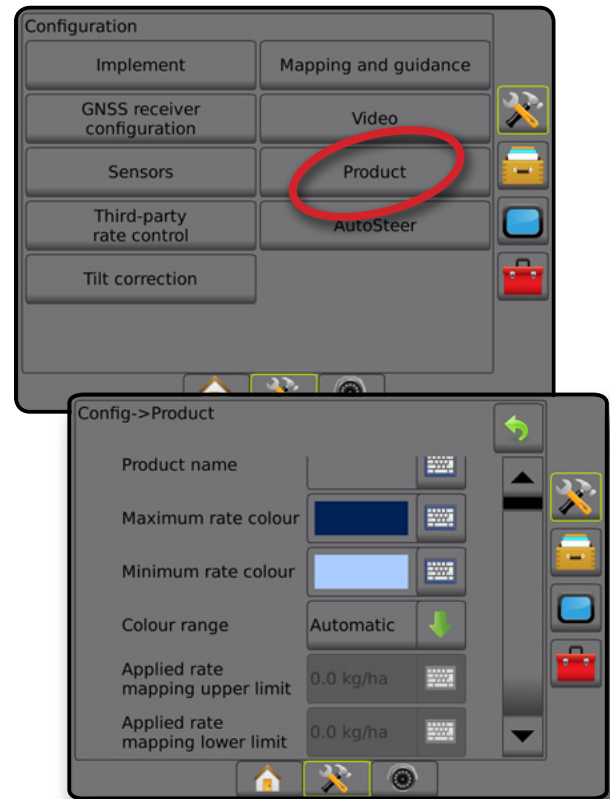 Configuration
Implement
Mapping and guidance
GNSS receiver
configuration
Video
Sensors
Product
Third-party
rate control
AutoSteer
Tilt correction
Config->Product
Product name
Maximum rate colour
Minimum rate colour
Colour range
Automatic
Applied rate
mapping upper limit
0.0 kg/ha
Applied rate
mapping lower limit
0.0 kg/ha